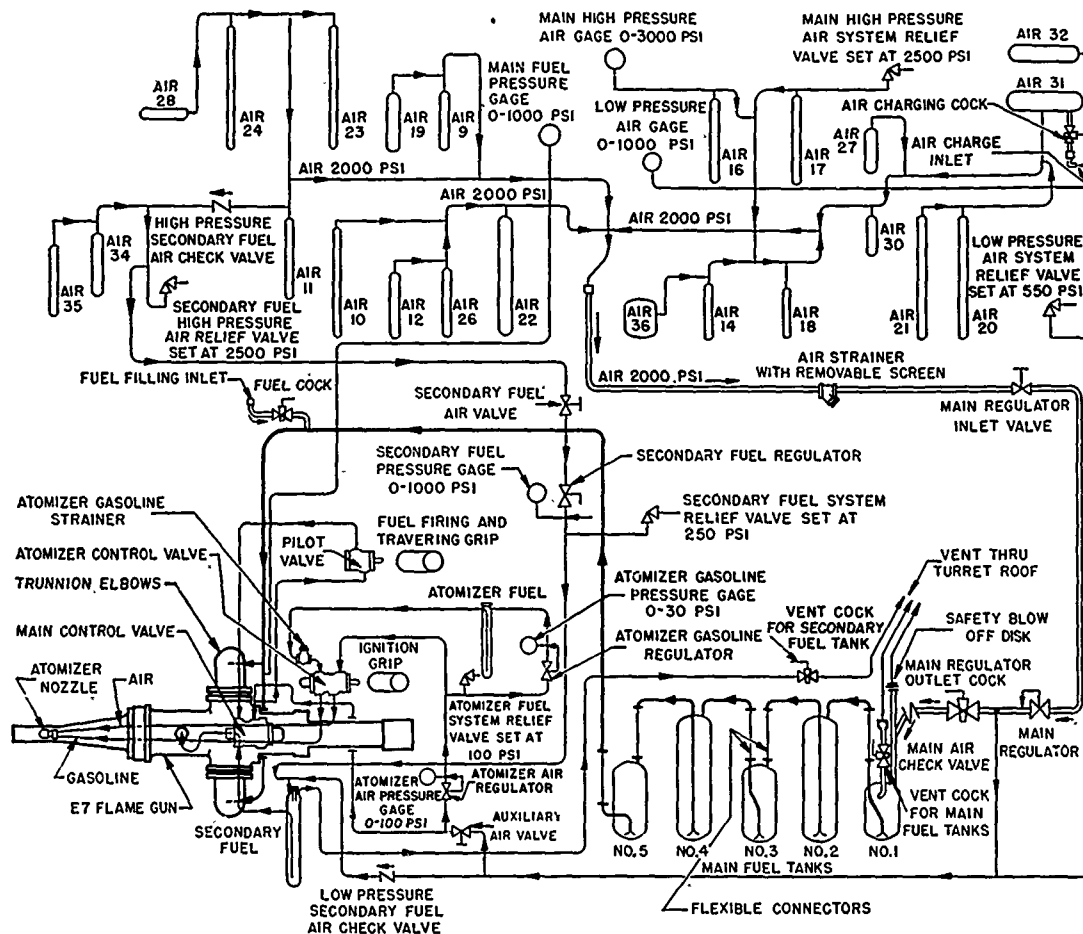 AIR
28
AIR
24
AIR
23
AIR
19
AIR
9
MAIN FUEL
PRESSURE
GAGE
0-1000 PSI
MAIN HIGH PRESSURE
AIR GAGE 0-3000 PSI
LOW PRESSURE
AIR GAGE
0-1000 PSI
AIR
16
MAIN HIGH PRESSURE
AIR SYSTEM RELIEF
VALVE SET AT 2500 PSI
AIR
17
AIR
27
AIR 32
AIR 31
AIR CHARGING COCK
AIR CHARGE
INLET
AIR 2000 PSI
AIR 2000 PSI
AIR 2000 PSI
HIGH PRESSURE
SECONDARY FUEL
AIR CHECK VALVE
AIR
35
AIR
34
AIR
11
SECONDARY FUEL
HIGH PRESSURE
AIR RELIEF VALVE
SET AT 2500 PSI
AIR
10
AIR
12
AIR
26
AIR
22
AIR
36
AIR
14
AIR
18
AIR
30
AIR
21
AIR
20
LOW PRESSURE
AIR SYSTEM
RELIEF VALVE
SET AT 550 PSI
AIR 2000 PSI
AIR STRAINER
WITH REMOVABLE SCREEN
MAIN REGULATOR
INLET VALVE
FUEL FILLING INLET
FUEL COCK
SECONDARY FUEL
AIR VALVE
SECONDARY FUEL
PRESSURE GAGE
0-1000 PSI
SECONDARY FUEL REGULATOR
SECONDARY FUEL SYSTEM
RELIEF VALVE SET AT
250 PSI
ATOMIZER GASOLINE
STRAINER
ATOMIZER CONTROL VALVE
TRUNNION ELBOWS
MAIN CONTROL VALVE
ATOMIZER
NOZZLE
AIR
GASOLINE
E7 FLAME GUN
PILOT
VALVE
FUEL FIRING AND
TRAVERING GRIP
ATOMIZER FUEL
IGNITION
GRIP
ATOMIZER GASOLINE
PRESSURE GAGE
0-30 PSI
ATOMIZER GASOLINE
REGULATOR
VENT COCK
FOR SECONDARY
FUEL TANK
VENT THRU
TURRET ROOF
SAFETY BLOW
OFF DISK
MAIN REGULATOR
OUTLET COCK
ATOMIZER FUEL
SYSTEM RELIEF
VALVE SET AT
100 PSI
ATOMIZER
AIR PRESSURE
GAGE
0-100 PSI
ATOMIZER AIR
REGULATOR
AUXILIARY
AIR VALVE
SECONDARY
FUEL
LOW PRESSURE
SECONDARY FUEL
AIR CHECK VALVE
MAIN AIR
CHECK VALVE
MAIN
REGULATOR
VENT COCK
FOR MAIN
FUEL TANKS
NO.5
NO.4
NO.3
NO.2
NO.1
MAIN FUEL TANKS
FLEXIBLE CONNECTORS